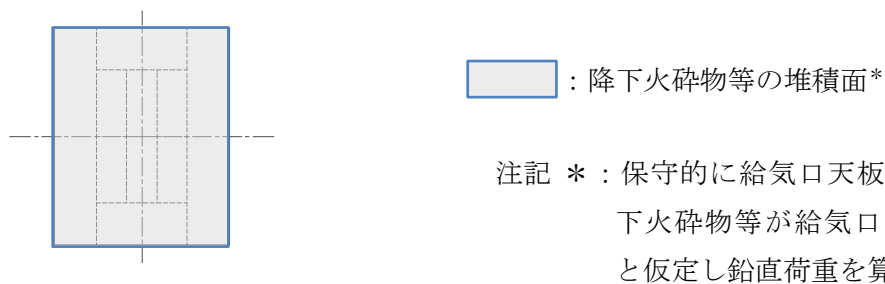 ：降下火砕物等の堆積面*
注記 ＊：保守的に給気口天板
下火砕物等が給気口
と仮定し鉛直荷重を算